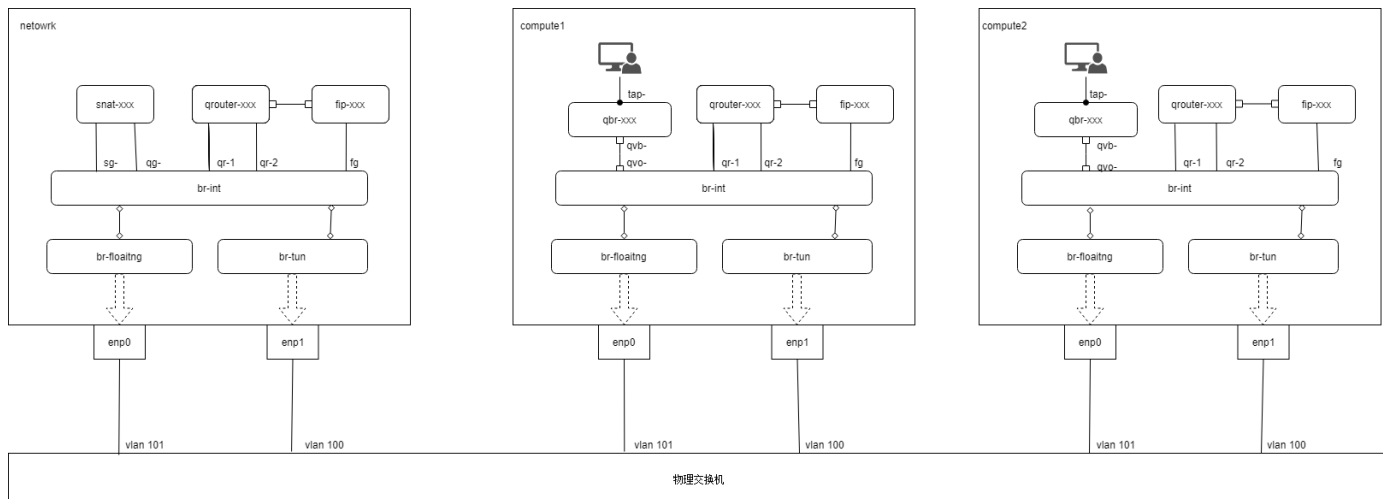 netowrk
snat-xxx
qrouter-xxx
fip-xxx
sg-
qg-
qr-1
qr-2
fg
br-int
br-floaitng
br-tun
enp0
enp1
vlan 101
vlan 100
compute1
tap-
qbr-xxx
qrouter-xxx
fip-xxx
qvb-
qvo-
qr-1
qr-2
fg
br-int
br-floaitng
br-tun
enp0
enp1
vlan 101
vlan 100
compute2
tap-
qbr-xxx
qrouter-xxx
fip-xxx
qvb-
qvo-
qr-1
qr-2
fg
br-int
br-floaitng
br-tun
enp0
enp1
vlan 101
vlan 100
物理交换机